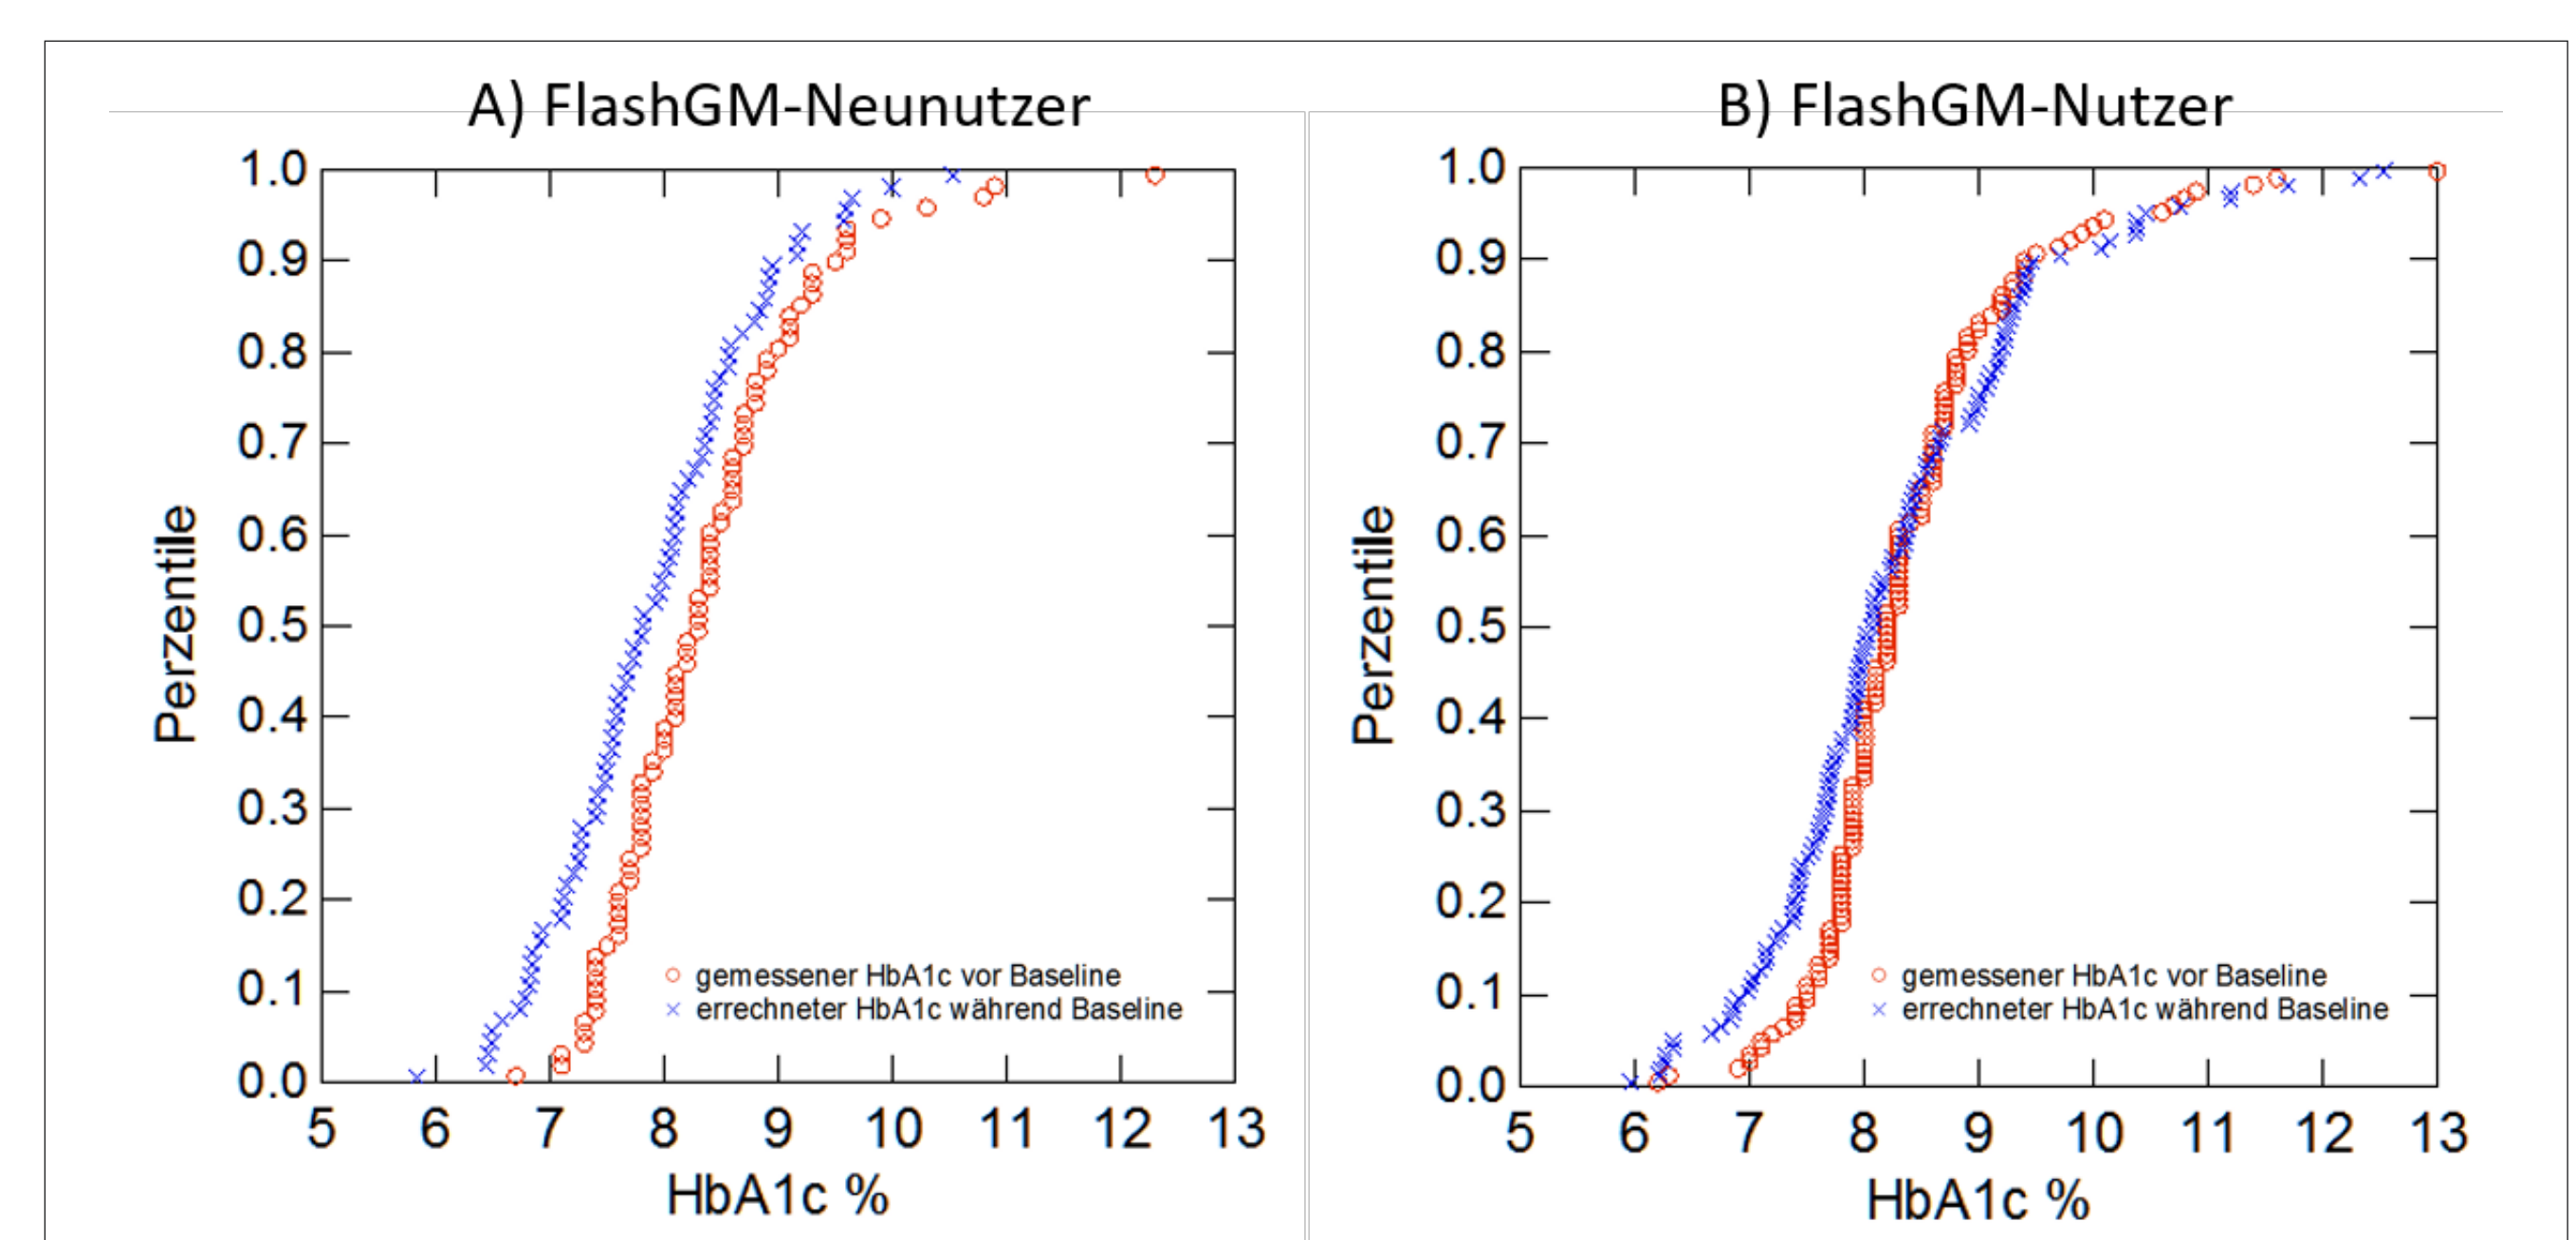 A) FlashGM-Neunutzer
1.0
0.9
0.8
0.7
0.6
0.5
0.4
0.3
0.2
0.1
0.0
Perzentile
gemessener HbA1c vor Baseline
errechneter HbA1c während Baseline
5 6 7 8 9 10 11 12 13
HbA1c %
B) FlashGM-Nutzer
1.0
0.9
0.8
0.7
0.6
0.5
0.4
0.3
0.2
0.1
0.0
Perzentile
gemessener HbA1c vor Baseline
errechneter HbA1c während Baseline
5 6 7 8 9 10 11 12 13
HbA1c %